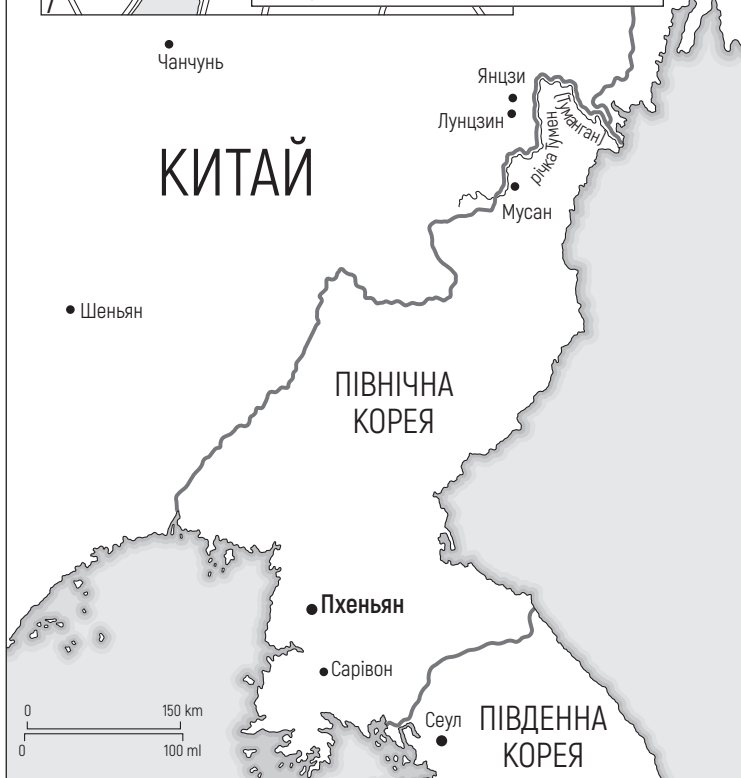 Чанчунь
Янцзи
Лунцзин
річка Тумен
(Туманган)
КИТАЙ
Мусан
Шеньян
ПІВНІЧНА
КОРЕЯ
Пхеньян
Сарівон
0 150 km
0 100 ml
Сеул
ПІВДЕННА
КОРЕЯ